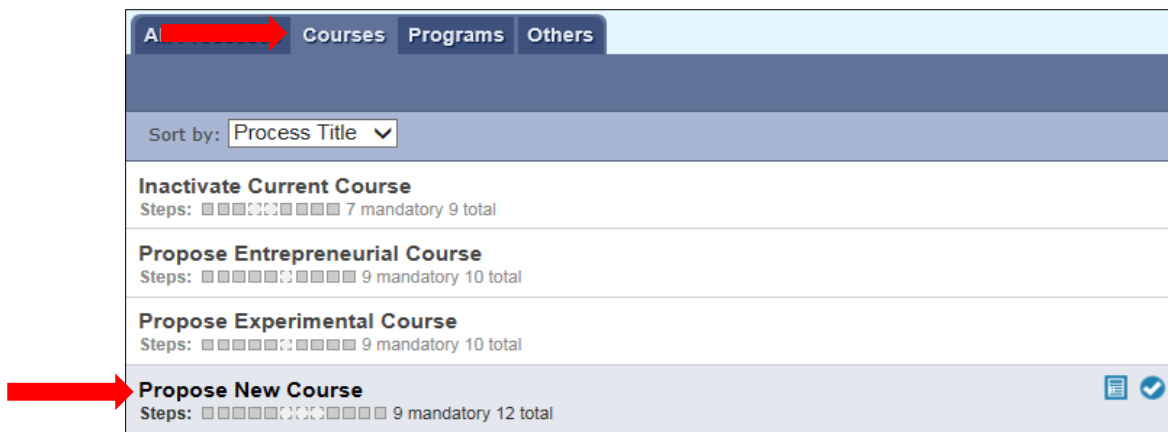 Courses Programs Others
Sort by: Process Title
Inactivate Current Course
Steps: 7 mandatory 9 total
Propose Entrepreneurial Course
Steps: 9 mandatory 10 total
Propose Experimental Course
Steps: 9 mandatory 10 total
Propose New Course
Steps: 9 mandatory 12 total